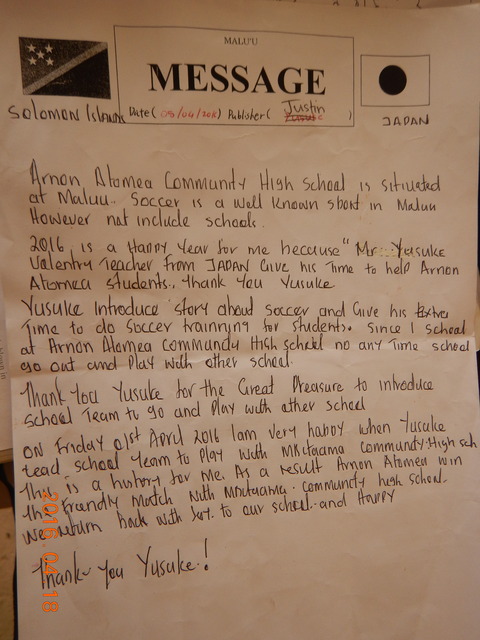 MALU'U
MESSAGE
Solomon Islands
Date( 05/04/2016) Publisher( Justin )
JAPAN
Arnon Atomea Community High School is sitiuated
at Maluu. Soccer is a well known sport in Maluu
However not include schools.
2016 is a Happy Year for me because "Mr. Yusuke
Valentry Teacher from JAPAN Give his Time to help Arnon
Atomea students. Thank You Yusuke
Yusuke Introduce story about Soccer and Give his Extra
Time to do Soccer trainning for students. Since I school
at Arnon Atomea Community High school no any Time school
go out and Play with other school.
Thank You Yusuke for the Great Pleasure to introduce
School Team to go and Play with other school
ON Friday 01st April 2016 Iam very happy when Yusuke
lead school Team to Play with Community High sch
This is a history for me. As a result Arnon Atomea win
the Friendly Match with community high school.
We return back with Joy to our school and Happy
Thank you Yusuke!
2016.04.18